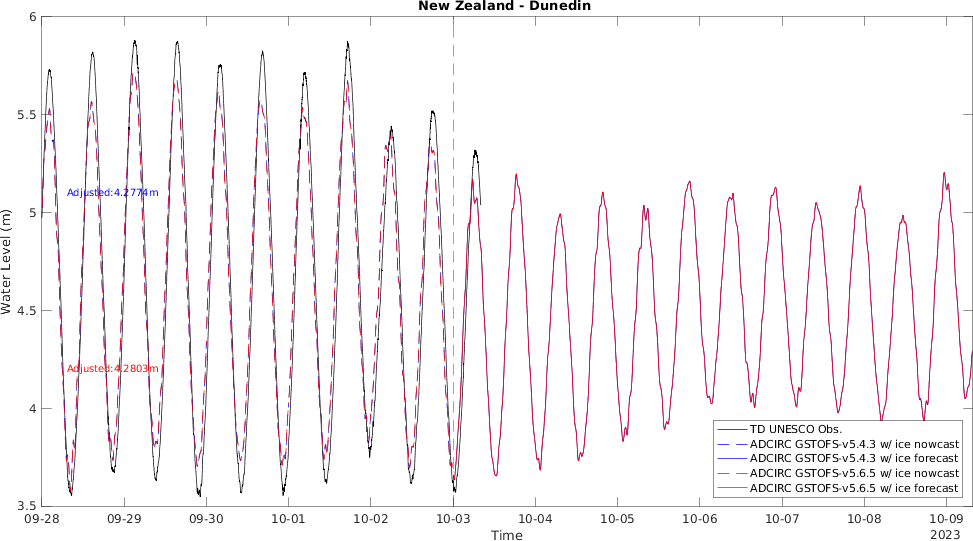 New Zealand - Dunedin
6
5.5
5
4.5
4
3.5
Water Level (m)
Adjusted:4.2774m
Adjusted:4.2803m
TD UNESCO Obs.
ADCIRC GSTOFS-v5.4.3 w/ ice nowcast
ADCIRC GSTOFS-v5.4.3 w/ ice forecast
ADCIRC GSTOFS-v5.6.5 w/ ice nowcast
ADCIRC GSTOFS-v5.6.5 w/ ice forecast
09-28 09-29 09-30 10-01 10-02 10-03 10-04 10-05 10-06 10-07 10-08 10-09
2023
Time